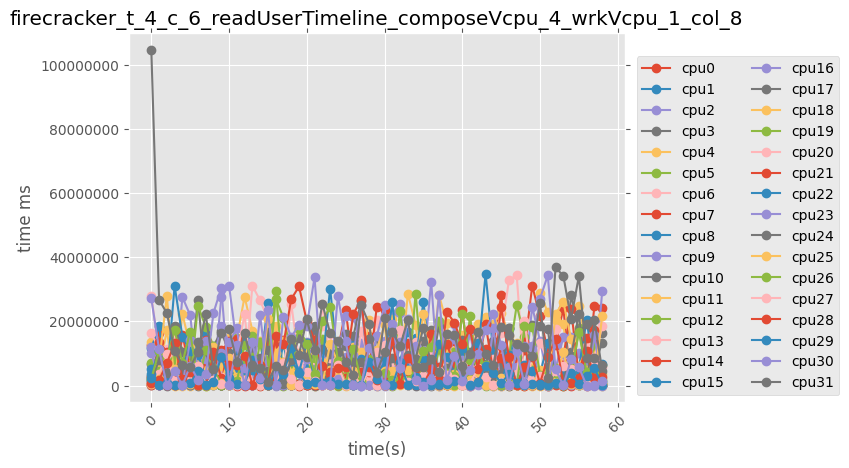 firecracker_t_4_c_6_readUserTimeline_composeVcpu_4_wrkVcpu_1_col_8
100000000
80000000
60000000
40000000
20000000
0
time ms
0 10 20 30 40 50 60
time(s)
cpu0 cpu16
cpu1 cpu17
cpu2 cpu18
cpu3 cpu19
cpu4 cpu20
cpu5 cpu21
cpu6 cpu22
cpu7 cpu23
cpu8 cpu24
cpu9 cpu25
cpu10 cpu26
cpu11 cpu27
cpu12 cpu28
cpu13 cpu29
cpu14 cpu30
cpu15 cpu31